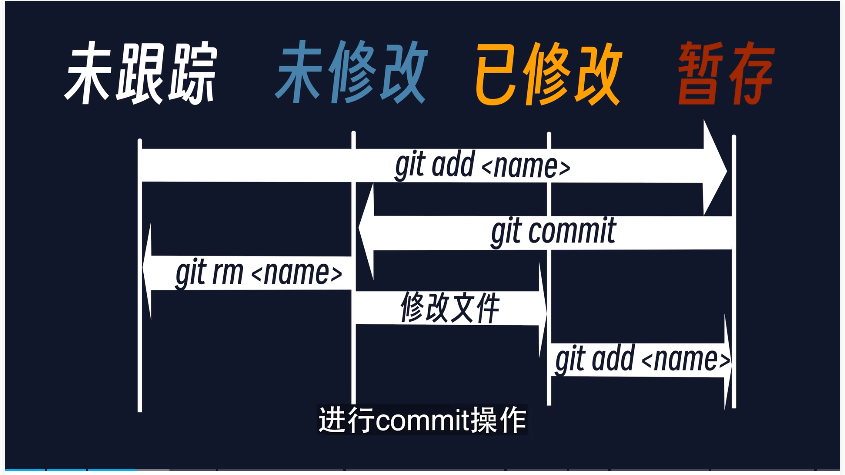 未跟踪 未修改 已修改 暂存
git add <name>
git commit
git rm <name>
修改文件
git add <name>
进行commit操作